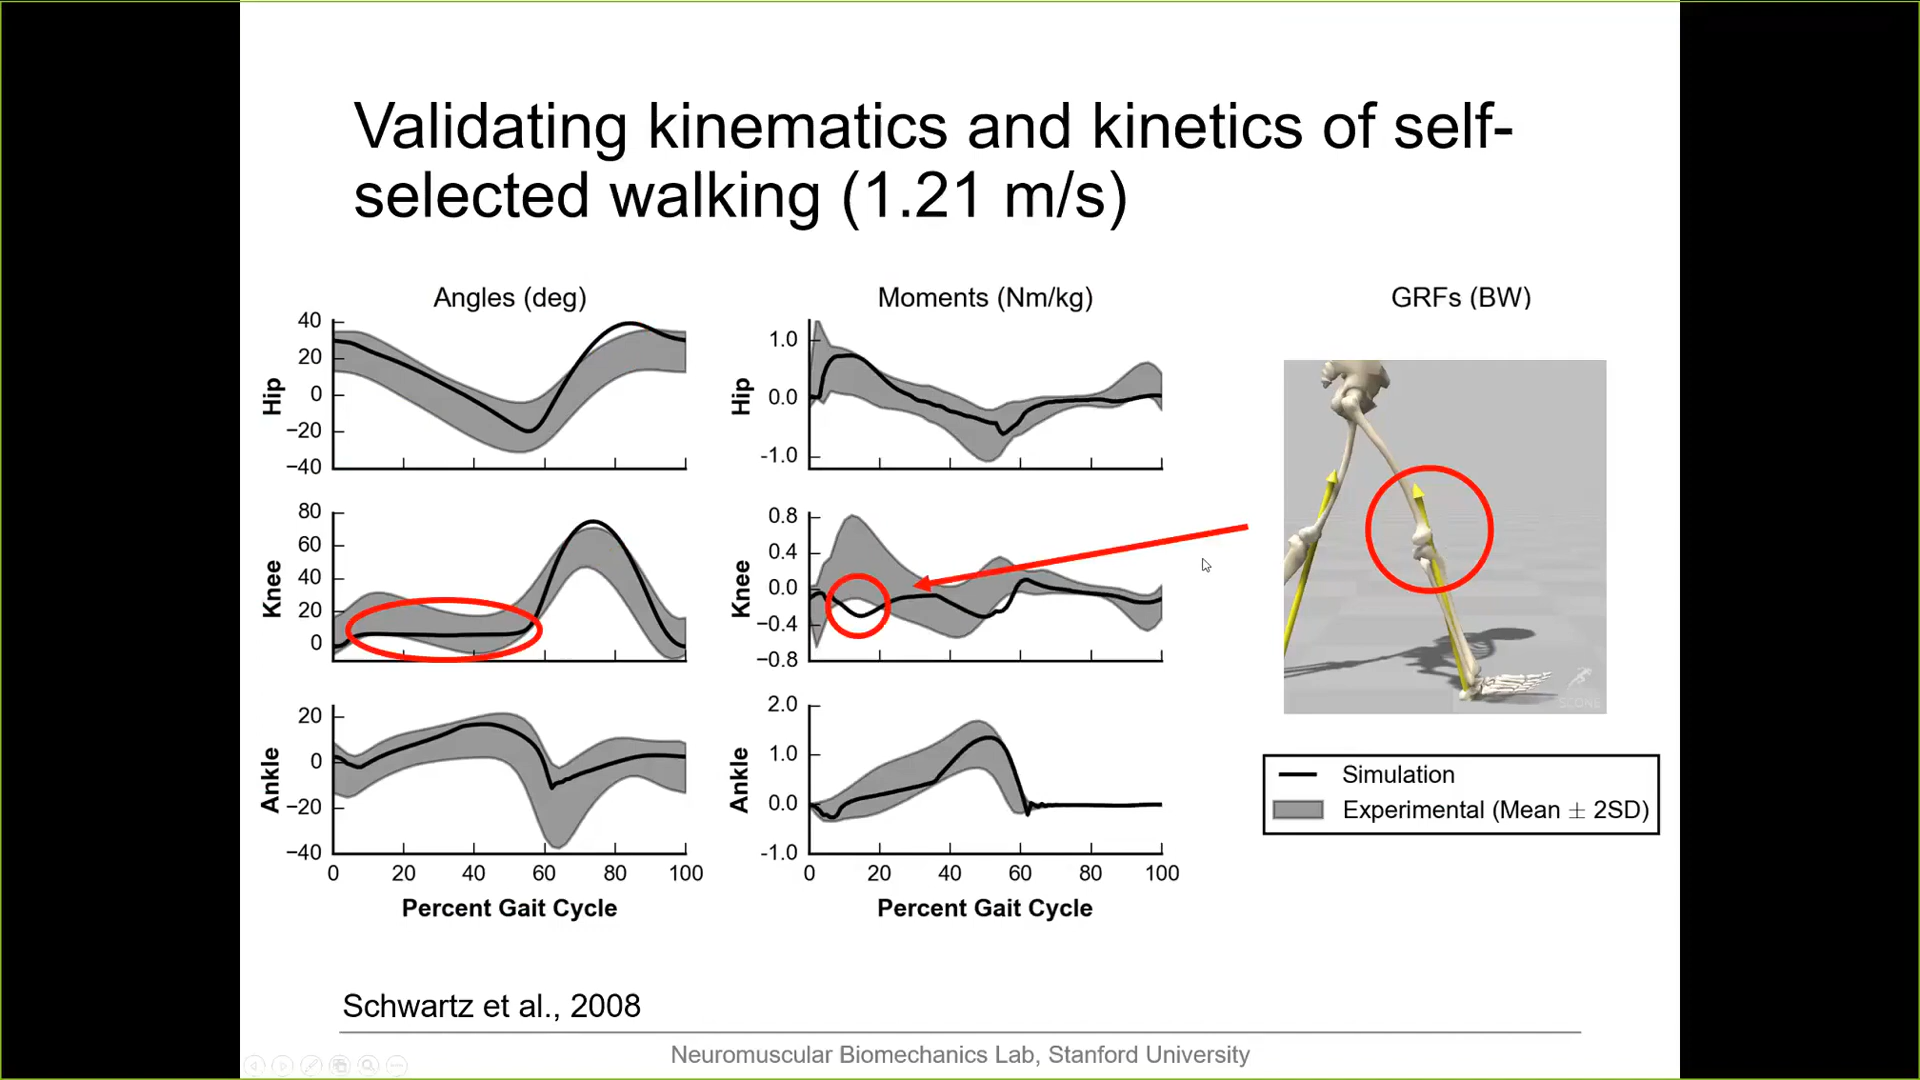 Validating kinematics and kinetics of self-
selected walking (1.21 m/s)
Angles (deg)
Moments (Nm/kg)
GRFs (BW)
Hip
40
20
0
−20
−40
Hip
1.0
0.0
-1.0
Knee
80
60
40
20
0
Knee
0.8
0.4
0.0
−0.4
−0.8
Ankle
20
0
−20
−40
0 20 40 60 80 100
Percent Gait Cycle
Ankle
2.0
1.0
0.0
-1.0
0 20 40 60 80 100
Percent Gait Cycle
SCONE
Simulation
Experimental (Mean ± 2SD)
Schwartz et al., 2008
Neuromuscular Biomechanics Lab, Stanford University